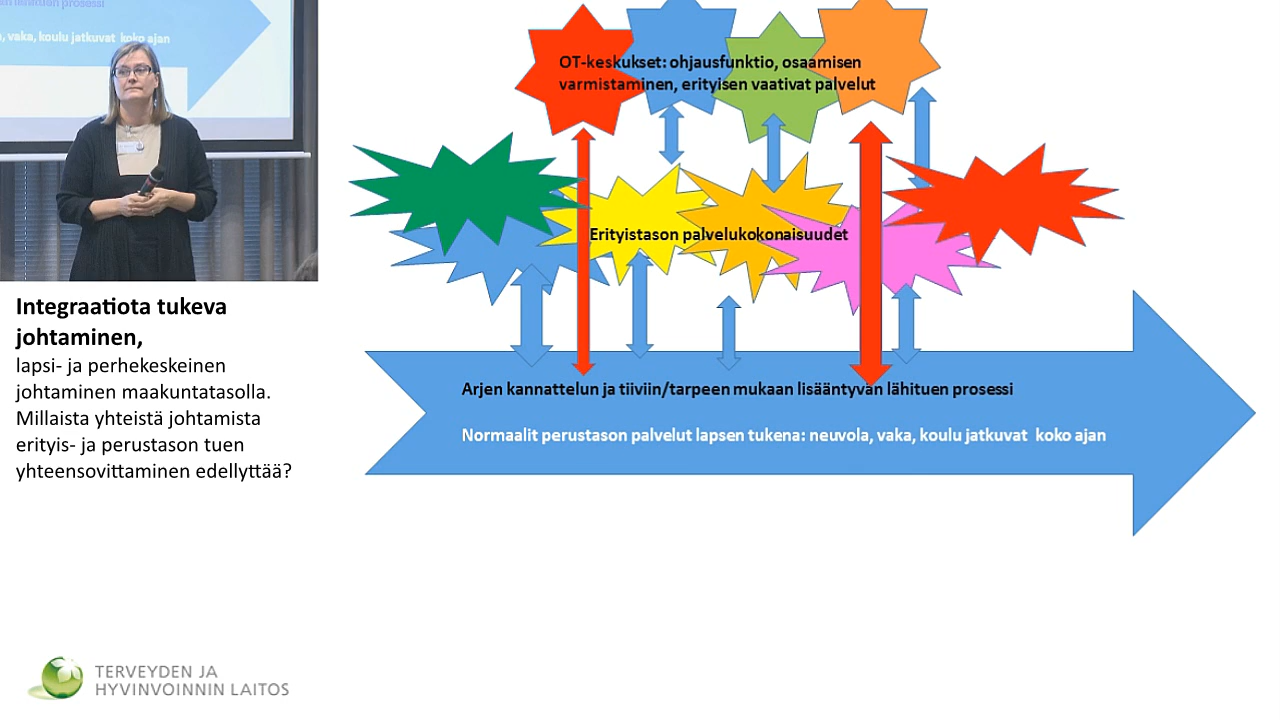 vaka, koulu jatkuvat koko ajan
Integraatiota tukeva
johtaminen,
lapsi- ja perhekeskeinen
johtaminen maakuntatasolla.
Millaista yhteistä johtamista
erityis- ja perustason tuen
yhteensovittaminen edellyttää?
OT-keskukset: ohjausfunktio, osaamisen
varmistaminen, erityisen vaativat palvelut
Erityistason palvelukokonaisuudet
Arjen kannattelun ja tiiviin/tarpeen mukaan lisääntyvän lähituen prosessi
Normaalit perustason palvelut lapsen tukena: neuvola, vaka, koulu jatkuvat koko ajan
TERVEYDEN JA
HYVINVOINNIN LAITOS